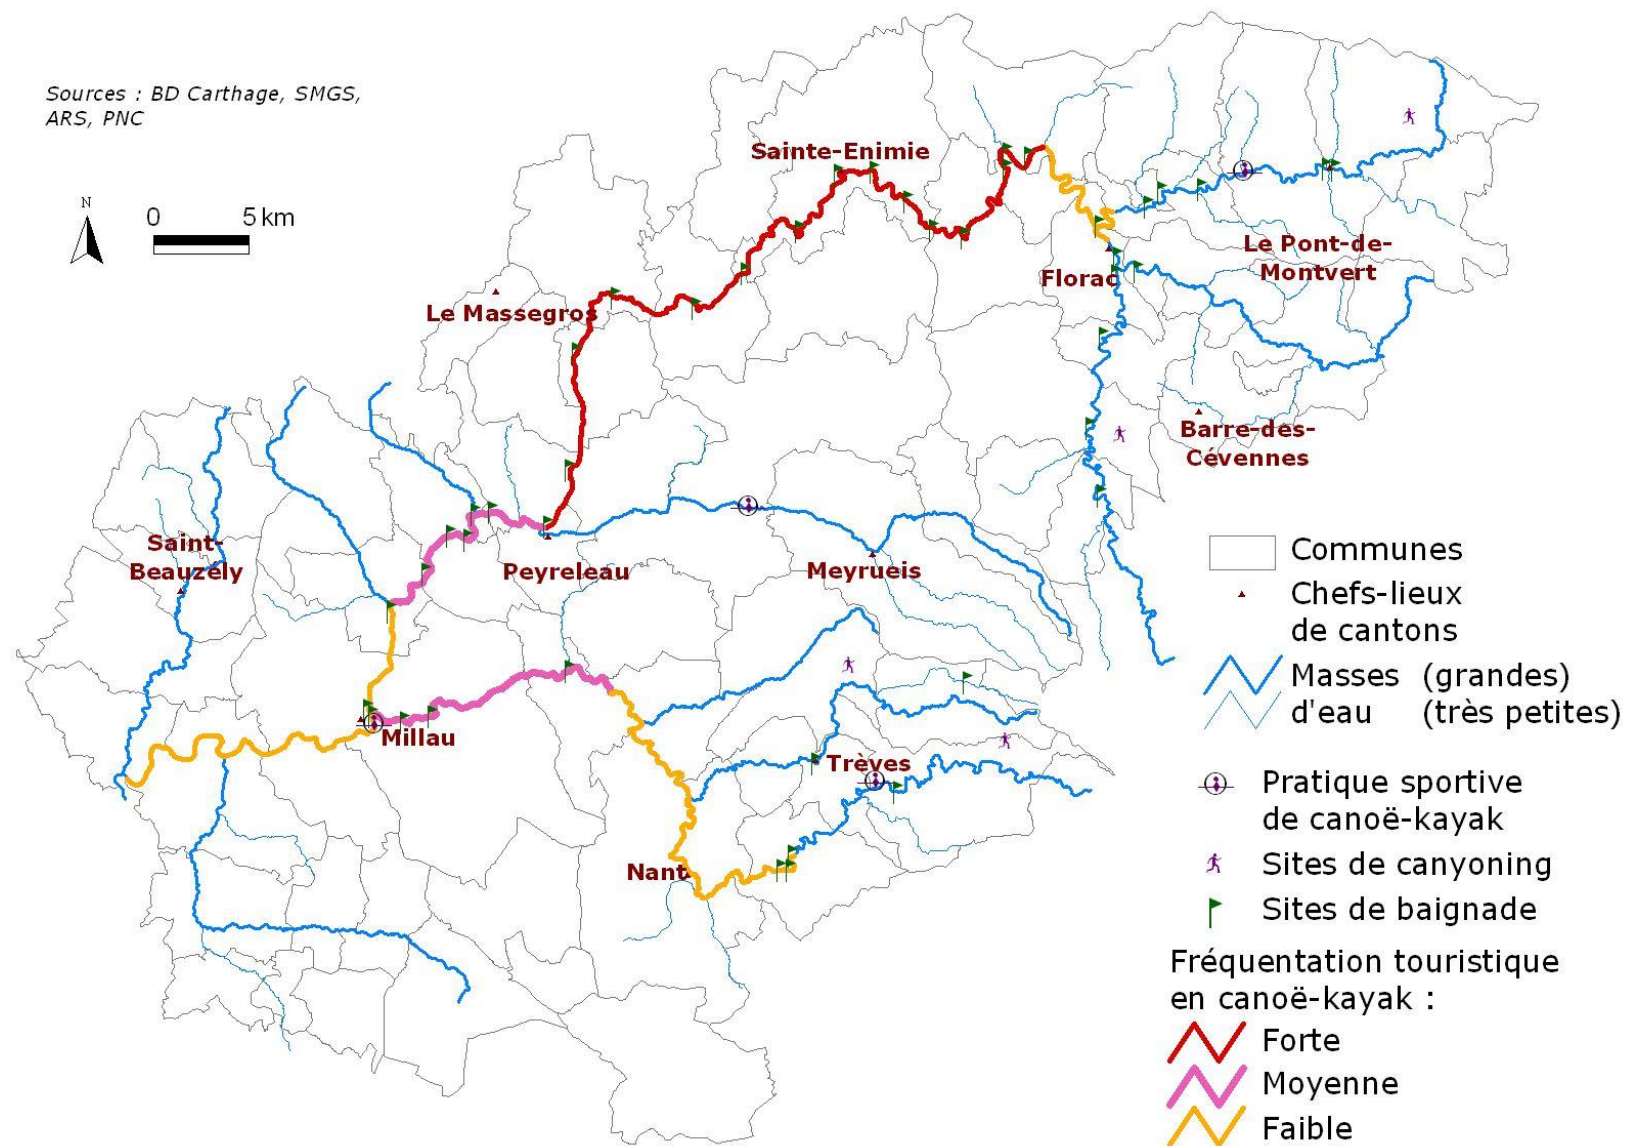 Sources : BD Carthage, SMGS,
ARS, PNC
N
0 5 km
Sainte-Enimie
Le Massegros
Florac
Le Pont-de-
Montvert
Barre-des-
Cévennes
Saint-
Beauzély
Peyreleau
Meyrueis
Millau
Trèves
Nant
Communes
Chefs-lieux
de cantons
Masses (grandes)
d'eau (très petites)
Pratique sportive
de canoë-kayak
Sites de canyoning
Sites de baignade
Fréquentation touristique
en canoë-kayak :
Forte
Moyenne
Faible